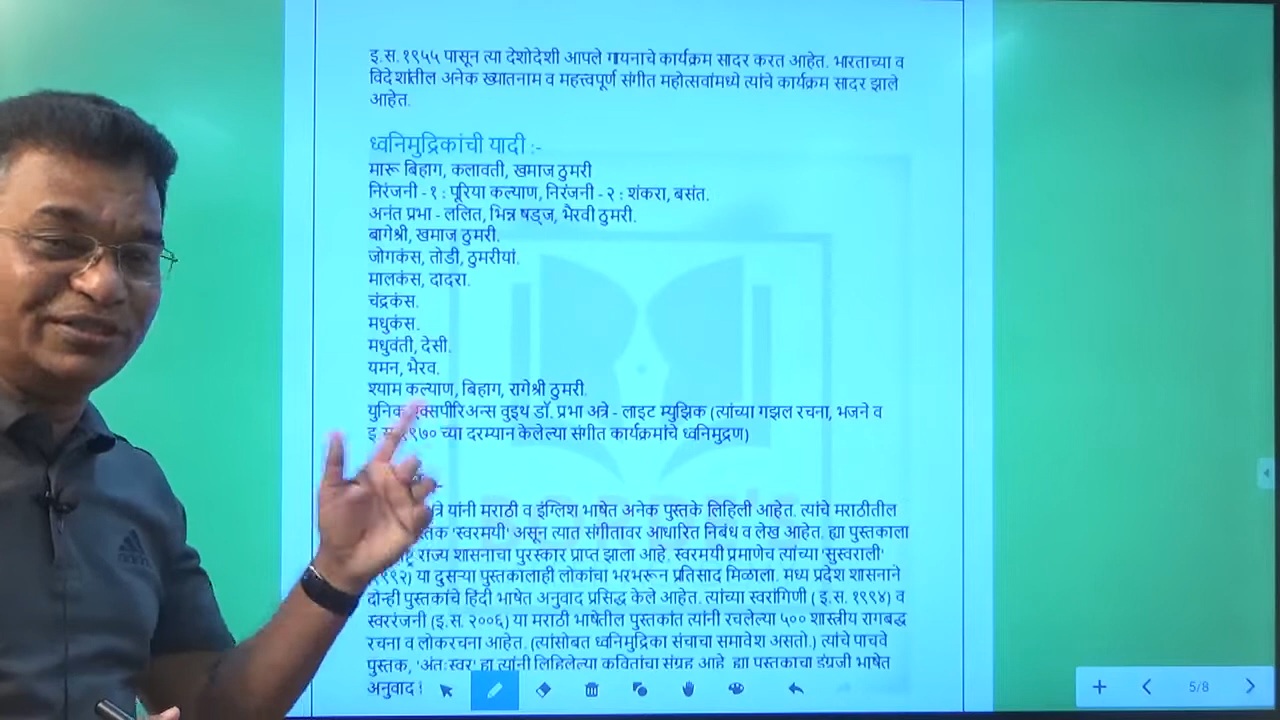 इ.स.१९५५ पासून त्या देशोदेशी आपले गायनाचे कार्यक्रम सादर करत आहेत. भारताच्या व
विदेशांतील अनेक ख्यातनाम व महत्त्वपूर्ण संगीत महोत्सवांमध्ये त्यांचे कार्यक्रम सादर झाले
आहेत.
ध्वनिमुद्रिकांची यादी :-
मारू बिहाग, कलावती, खमाज ठुमरी
निरंजनी - १ : पूरिया कल्याण, निरंजनी - २ : शंकरा, बसंत.
अनंत प्रभा - ललित, भिन्न षड्ज, भैरवी ठुमरी.
बागेश्री, खमाज ठुमरी.
जोगकंस, तोडी, ठुमरीयां.
मालकंस, दादरा.
चंद्रकंस.
मधुकंस.
मधुवंती, देसी.
यमन, भैरव.
श्याम कल्याण, बिहाग, रागेश्री ठुमरी.
वुइथ डॉ. प्रभा अत्रे - लाइट म्युझिक (त्यांच्या गझल रचना, भजने व
च्या दरम्यान केलेल्या संगीत कार्यक्रमांचे ध्वनिमुद्रण)
यांनी मराठी व इंग्लिश भाषेत अनेक पुस्तके लिहिली आहेत. त्यांचे मराठीतील
'स्वरमयी' असून त्यात संगीतावर आधारित निबंध व लेख आहेत. ह्या पुस्तकाला
राज्य शासनाचा पुरस्कार प्राप्त झाला आहे. स्वरमयी प्रमाणेच त्यांच्या 'सुस्वराली'
या दुसऱ्या पुस्तकालाही लोकांचा भरभरून प्रतिसाद मिळाला. मध्य प्रदेश शासनाने
दोन्ही पुस्तकांचे हिंदी भाषेत अनुवाद प्रसिद्ध केले आहेत. त्यांच्या स्वरांगिणी ( इ.स. १९९४) व
स्वररंजनी (इ.स. २००६) या मराठी भाषेतील पुस्तकांत त्यांनी रचलेल्या ५०० शास्त्रीय रागबद्ध
रचना व लोकरचना आहेत. (त्यांसोबत ध्वनिमुद्रिका संचाचा समावेश असतो.) त्यांचे पाचवे
पुस्तक, 'अंतःस्वर' हा त्यांनी लिहिलेल्या कवितांचा संग्रह आहे. ह्या पुस्तकाचा इंग्रजी भाषेत
अनुवाद
5/8
adidas